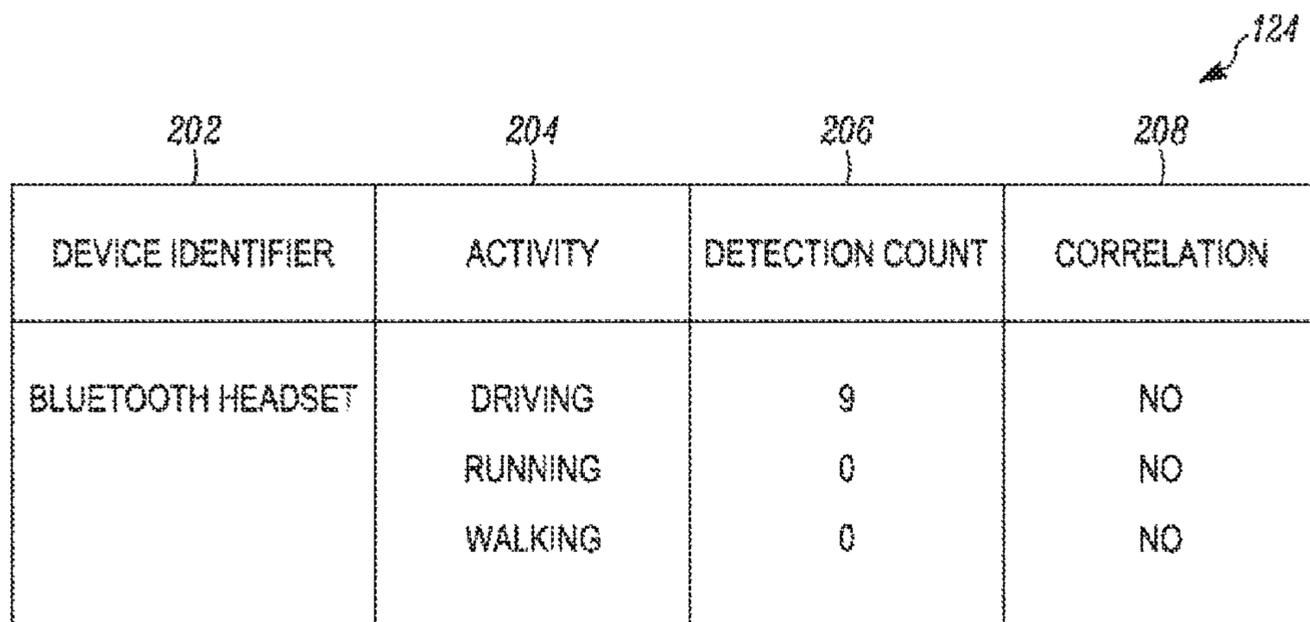 124
202 204 206 208
DEVICE IDENTIFIER ACTIVITY DETECTION COUNT CORRELATION
BLUETOOTH HEADSET DRIVING 9 NO
RUNNING 0 NO
WALKING 0 NO